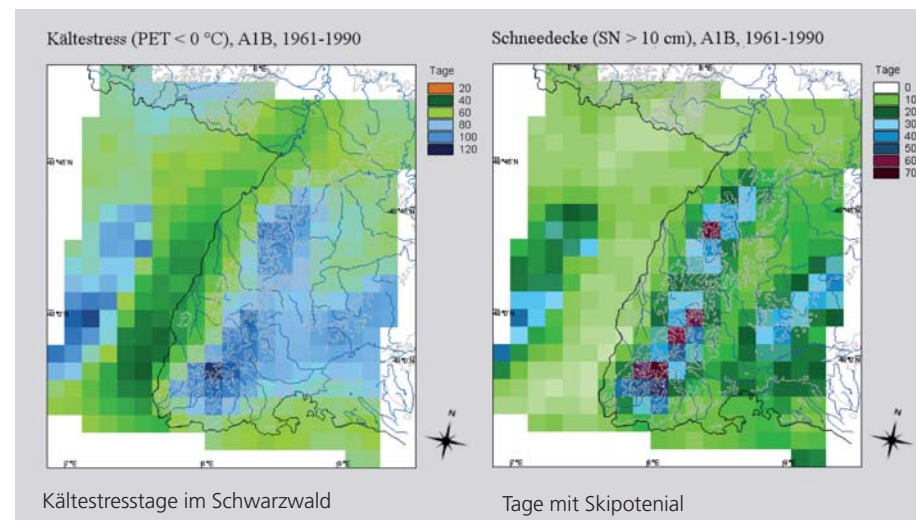 Kältestress (PET < 0 °C), A1B, 1961-1990
Tage
20
40
60
80
100
120
N
Kältestresstage im Schwarzwald
Schneedecke (SN > 10 cm), A1B, 1961-1990
Tage
0
10
20
30
40
50
60
70
N
Tage mit Skipotenial